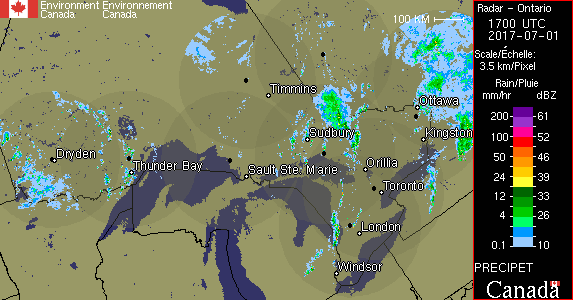 Environment Environnement
Canada Canada
100 KM
Timmins
Ottawa
Sudbury
Kingston
Dryden
Thunder Bay
Sault Ste. Marie
Orillia
Toronto
London
Windsor
Radar - Ontario
1700 UTC
2017-07-01
Scale/Échelle:
3.5 km/Pixel
Rain/Pluie
mm/hr dBZ
200 61
100 52
50 46
24 39
12 34
4 26
0.1 10
PRECIPET
Canada